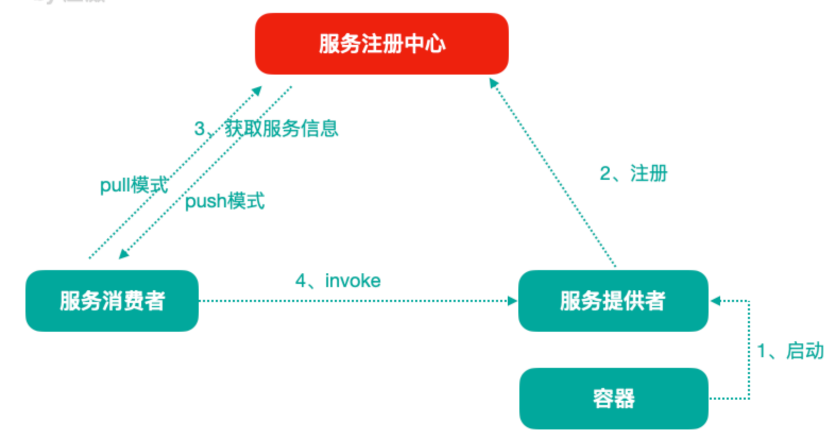 服务注册中心
3、获取服务信息
pull模式
push模式
2、注册
4、invoke
服务消费者
服务提供者
1、启动
容器